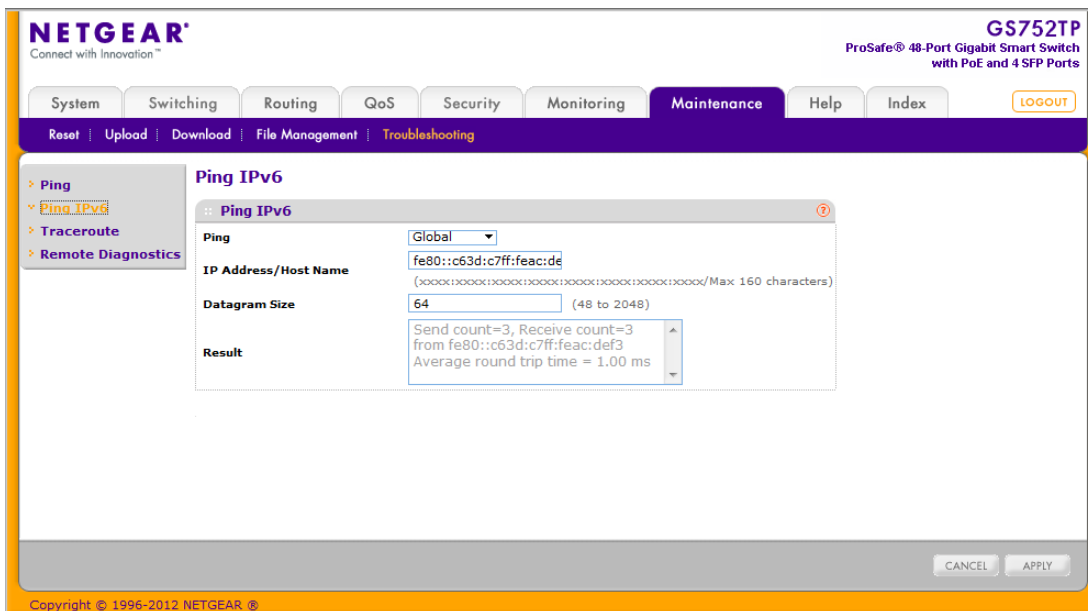 NETGEAR®
Connect with Innovation™
GS752TP
ProSafe® 48-Port Gigabit Smart Switch
with PoE and 4 SFP Ports
System Switching Routing QoS Security Monitoring Maintenance Help Index LOGOUT
Reset | Upload | Download | File Management | Troubleshooting
Ping
Ping IPv6
Traceroute
Remote Diagnostics
Ping IPv6
Ping IPv6
Ping Global
IP Address/Host Name fe80::c63d:c7ff:feac:de
(xxxx:xxxx:xxxx:xxxx:xxxx:xxxx:xxxx:xxxx/Max 160 characters)
Datagram Size 64 (48 to 2048)
Result
Send count=3, Receive count=3
from fe80::c63d:c7ff:feac:def3
Average round trip time = 1.00 ms
CANCEL APPLY
Copyright © 1996-2012 NETGEAR ®